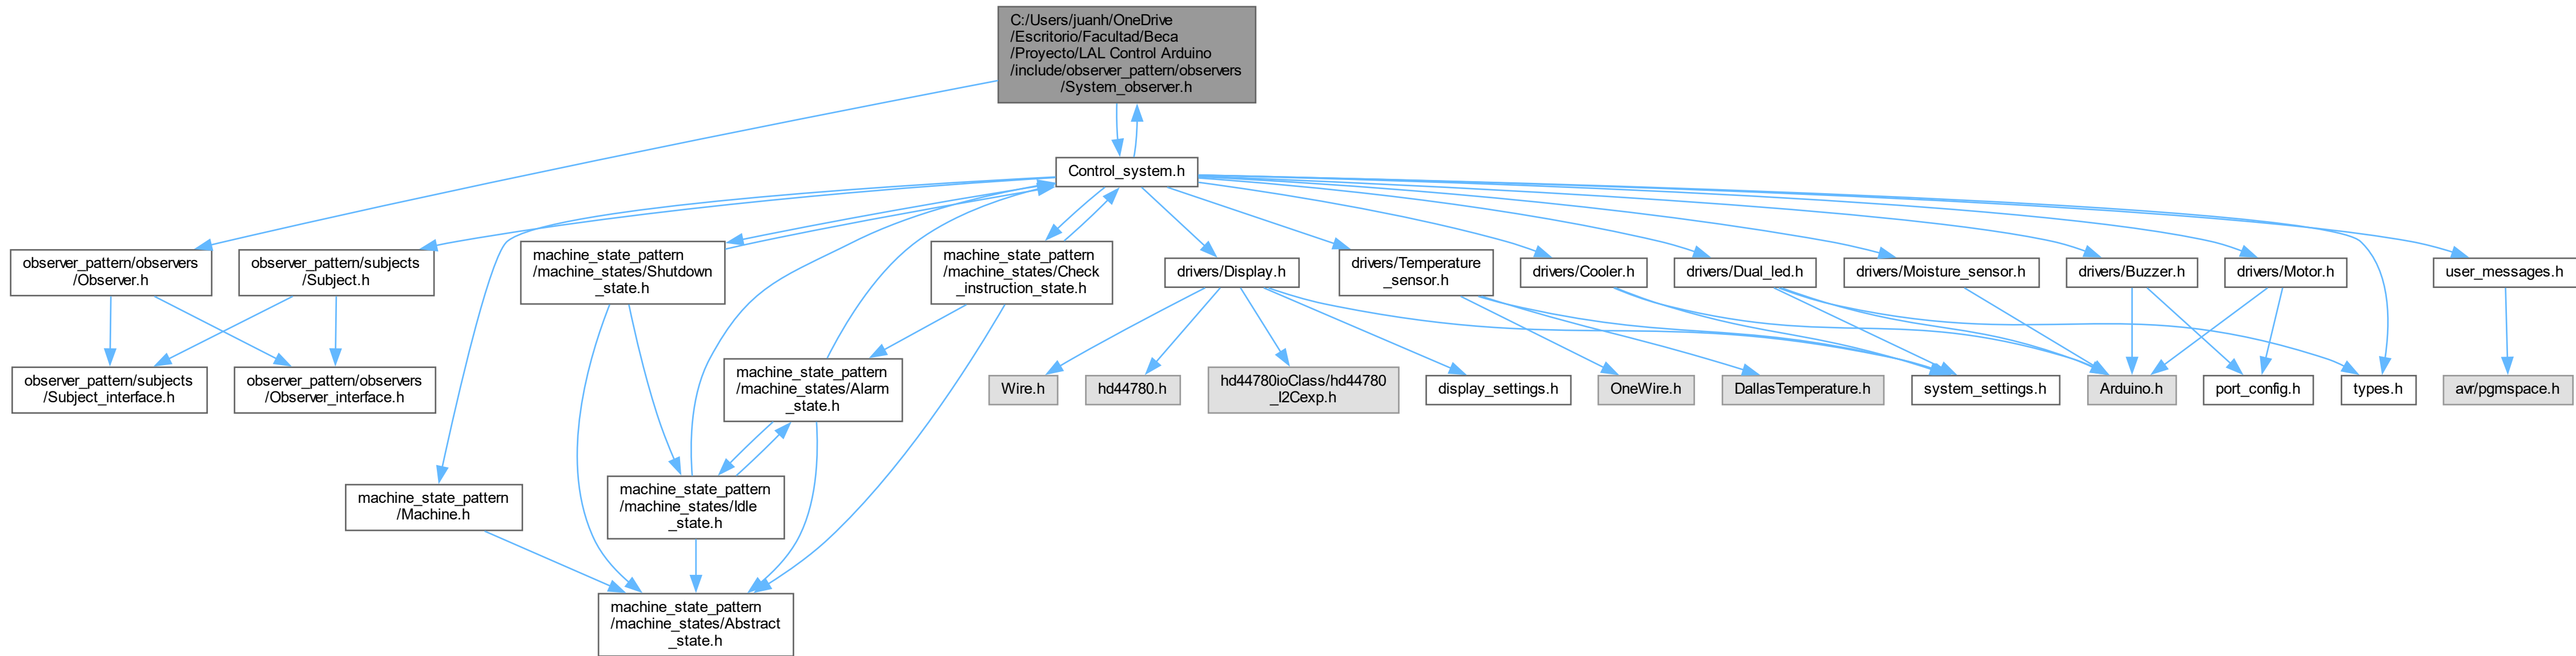 C:/Users/juanh/OneDrive
/Escritorio/Facultad/Beca
/Proyecto/LAL Control Arduino
/include/observer_pattern/observers
/System_observer.h
Control_system.h
observer_pattern/observers
/Observer.h
observer_pattern/subjects
/Subject.h
machine_state_pattern
/machine_states/Shutdown
_state.h
machine_state_pattern
/machine_states/Check
_instruction_state.h
drivers/Display.h
drivers/Temperature
_sensor.h
drivers/Cooler.h
drivers/Dual_led.h
drivers/Moisture_sensor.h
drivers/Buzzer.h
drivers/Motor.h
user_messages.h
observer_pattern/subjects
/Subject_interface.h
observer_pattern/observers
/Observer_interface.h
machine_state_pattern
/machine_states/Alarm
_state.h
Wire.h
hd44780.h
hd44780ioClass/hd44780
_I2Cexp.h
display_settings.h
OneWire.h
DallasTemperature.h
system_settings.h
Arduino.h
port_config.h
types.h
avr/pgmspace.h
machine_state_pattern
/Machine.h
machine_state_pattern
/machine_states/Idle
_state.h
machine_state_pattern
/machine_states/Abstract
_state.h